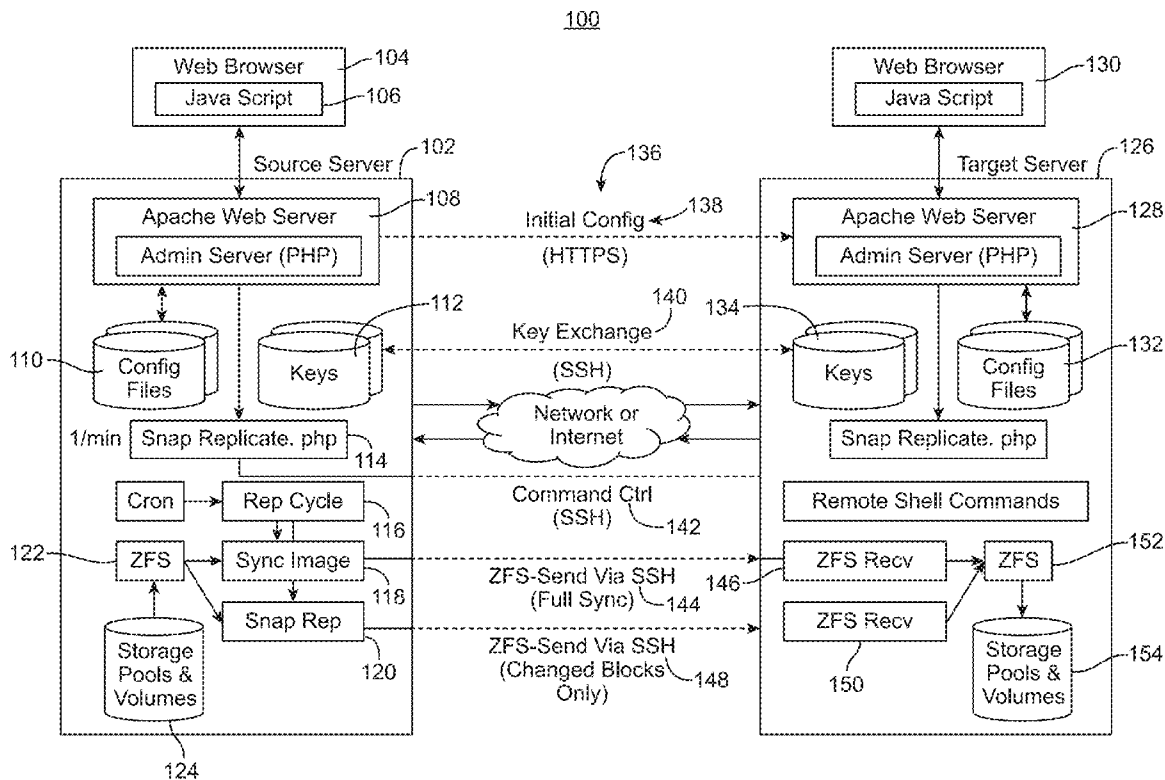 100
104
Web Browser
Java Script
106
Web Browser
Java Script
130
102
Source Server
136
126
Target Server
108
Apache Web Server
Admin Server (PHP)
Initial Config
138
(HTTPS)
Apache Web Server
Admin Server (PHP)
128
112
140
134
110
Config
Files
Keys
Key Exchange
(SSH)
Keys
Config
Files
132
Network or
Internet
1/min
Snap Replicate. php
114
Snap Replicate. php
Cron
Rep Cycle
116
Command Ctrl
(SSH)
142
Remote Shell Commands
122
ZFS
Sync Image
118
ZFS-Send Via SSH
(Full Sync)
144
146
ZFS Recv
ZFS
152
Snap Rep
120
ZFS-Send Via SSH
(Changed Blocks
Only)
148
ZFS Recv
150
Storage
Pools &
Volumes
124
Storage
Pools &
Volumes
154